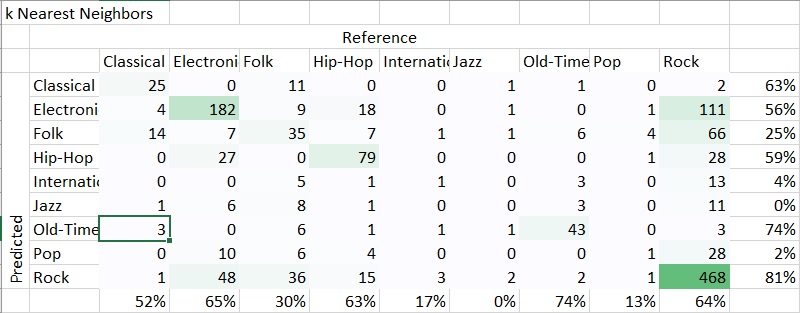 k Nearest Neighbors
Reference
Classical Electroni Folk Hip-Hop Internatic Jazz Old-Time Pop Rock
Predicted
Classical 25 0 11 0 0 1 1 0 2 63%
Electroni 4 182 9 18 0 1 0 1 111 56%
Folk 14 7 35 7 1 1 6 4 66 25%
Hip-Hop 0 27 0 79 0 0 0 1 28 59%
Internatic 0 0 5 1 1 0 3 0 13 4%
Jazz 1 6 8 1 0 0 3 0 11 0%
Old-Time 3 0 6 1 1 1 43 0 3 74%
Pop 0 10 6 4 0 0 0 1 28 2%
Rock 1 48 36 15 3 2 2 1 468 81%
52% 65% 30% 63% 17% 0% 74% 13% 64%